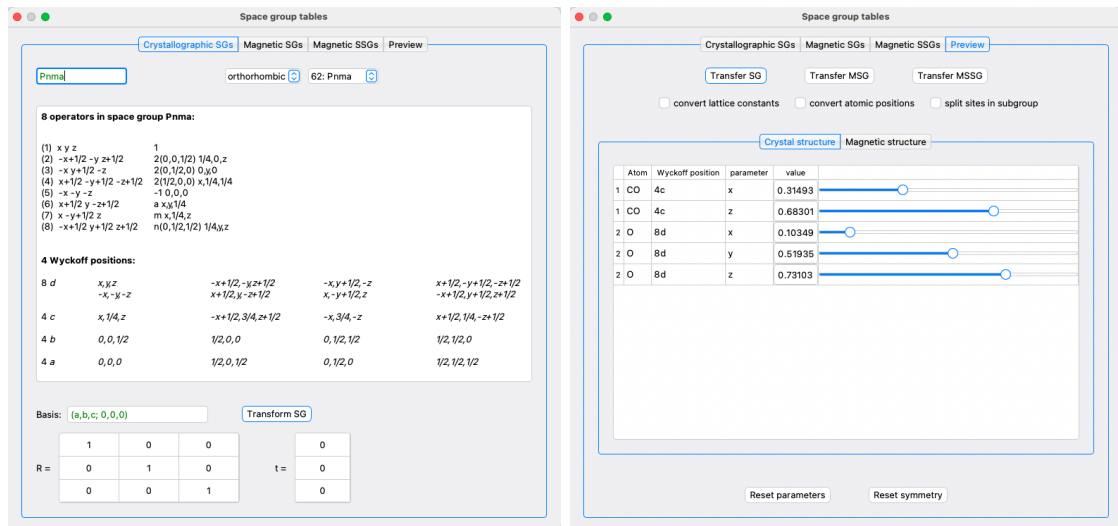 Space group tables
Crystallographic SGs Magnetic SGs Magnetic SSGs Preview
Pnma orthorhombic 62: Pnma
8 operators in space group Pnma:
(1) x y z 1
(2) -x+1/2 -y z+1/2 2(0,0,1/2) 1/4,0,z
(3) -x y+1/2 -z 2(0,1/2,0) 0,y,0
(4) x+1/2 -y+1/2 -z+1/2 2(1/2,0,0) x,1/4,1/4
(5) -x -y -z -1 0,0,0
(6) x+1/2 y -z+1/2 a x,y,1/4
(7) x -y+1/2 z m x,1/4,z
(8) -x+1/2 y+1/2 z+1/2 n(0,1/2,1/2) 1/4,y,z
4 Wyckoff positions:
8 d x,y,z -x+1/2,-y,z+1/2 -x,y+1/2,-z x+1/2,-y+1/2,-z+1/2
-x,-y,-z x+1/2,y,-z+1/2 x,-y+1/2,z -x+1/2,y+1/2,z+1/2
4 c x,1/4,z -x+1/2,3/4,z+1/2 -x,3/4,-z x+1/2,1/4,-z+1/2
4 b 0,0,1/2 1/2,0,0 0,1/2,1/2 1/2,1/2,0
4 a 0,0,0 1/2,0,1/2 0,1/2,0 1/2,1/2,1/2
Basis: (a,b,c; 0,0,0) Transform SG
1 0 0 0
R = 0 1 0 t = 0
0 0 1 0
Space group tables
Crystallographic SGs Magnetic SGs Magnetic SSGs Preview
Transfer SG Transfer MSG Transfer MSSG
convert lattice constants convert atomic positions split sites in subgroup
Crystal structure Magnetic structure
Atom Wyckoff position parameter value
1 CO 4c x 0.31493
1 CO 4c z 0.68301
2 O 8d x 0.10349
2 O 8d y 0.51935
2 O 8d z 0.73103
Reset parameters Reset symmetry